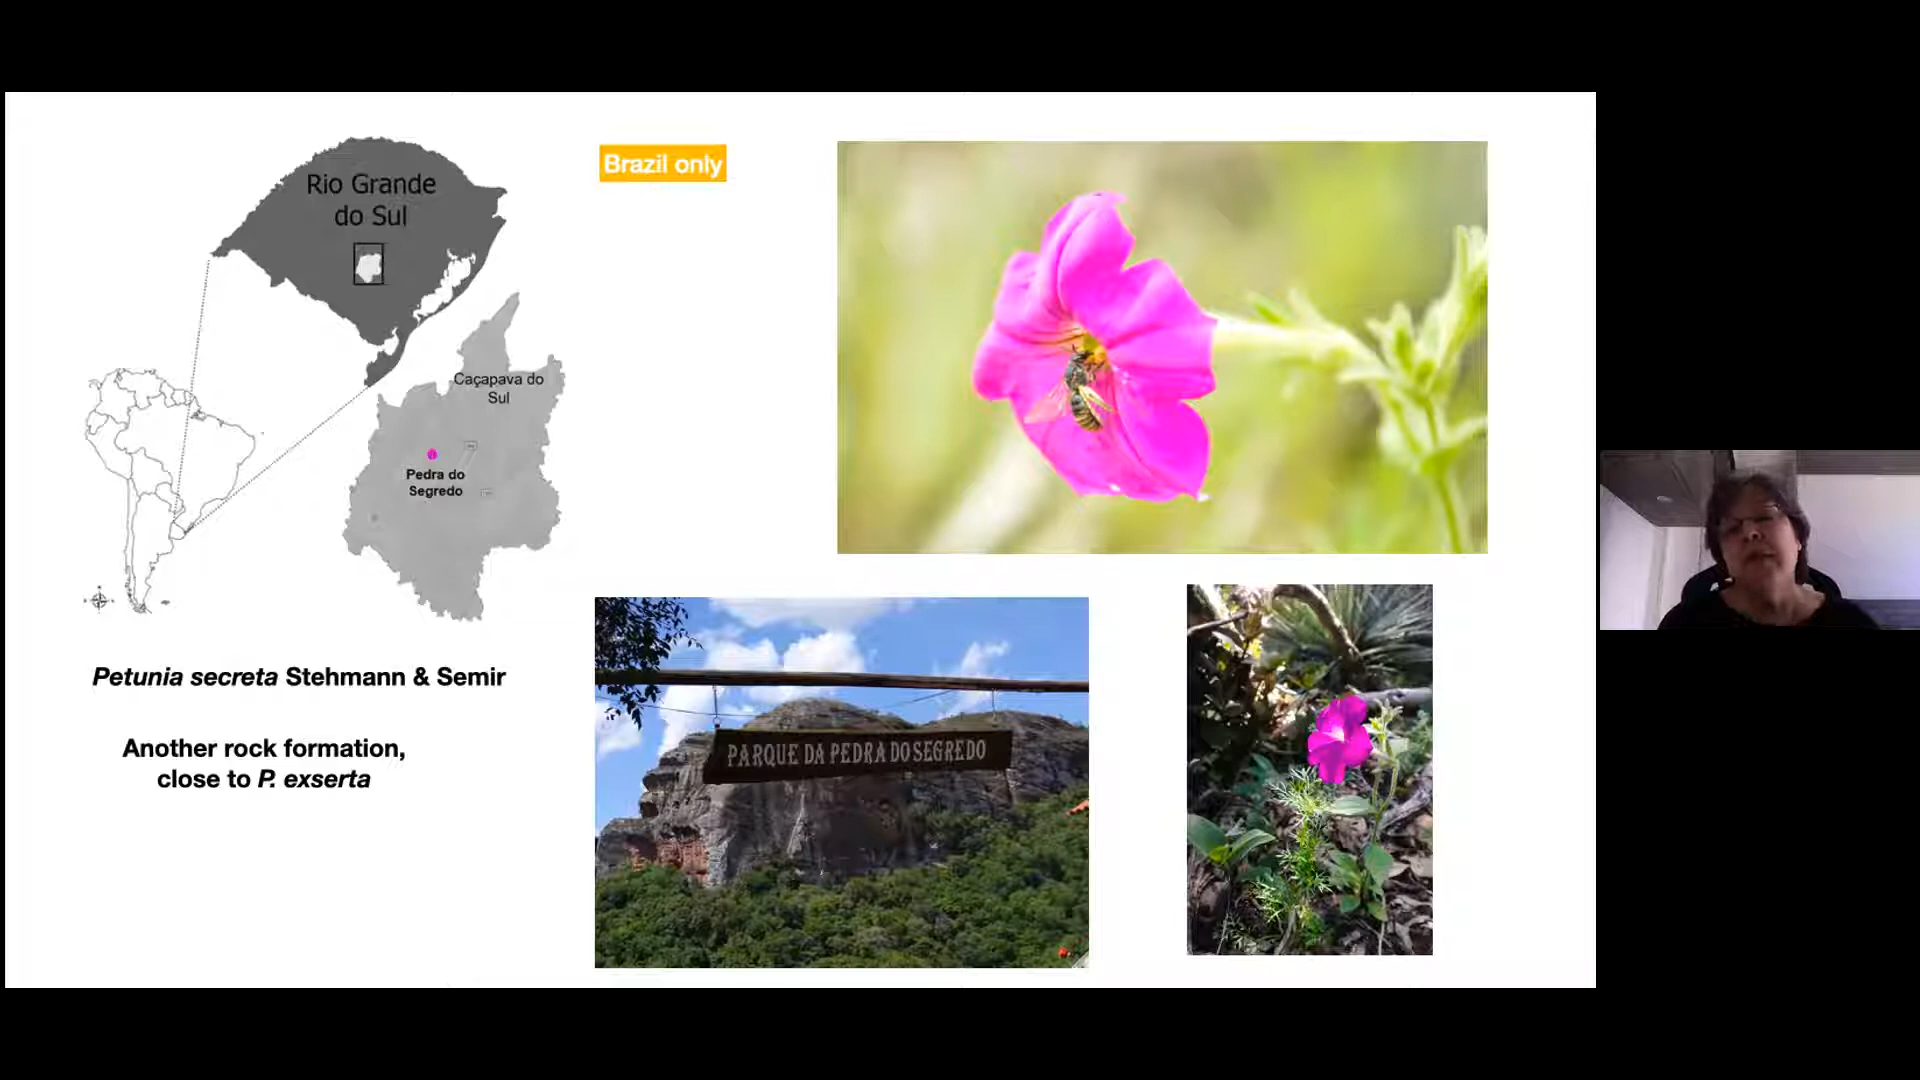 Rio Grande
do Sul
Brazil only
Caçapava do
Sul
Pedra do
Segredo
Petunia secreta Stehmann & Semir
Another rock formation,
close to P. exserta
PARQUE DA PEDRA DO SEGREDO